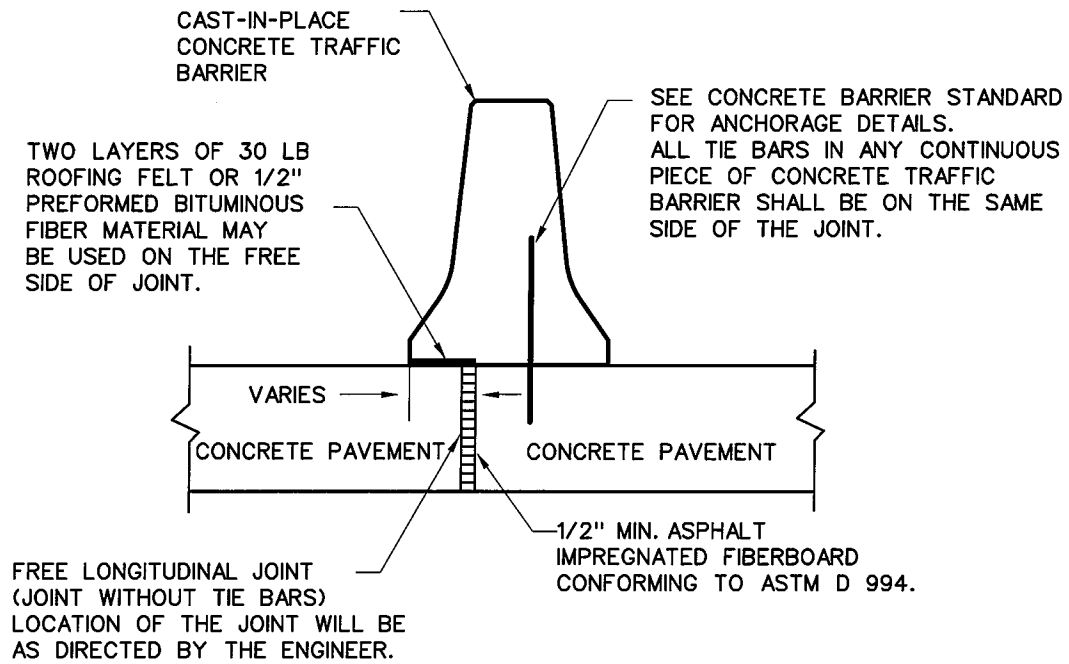 CAST-IN-PLACE
CONCRETE TRAFFIC
BARRIER
SEE CONCRETE BARRIER STANDARD
FOR ANCHORAGE DETAILS.
ALL TIE BARS IN ANY CONTINUOUS
PIECE OF CONCRETE TRAFFIC
BARRIER SHALL BE ON THE SAME
SIDE OF THE JOINT.
TWO LAYERS OF 30 LB
ROOFING FELT OR 1/2"
PREFORMED BITUMINOUS
FIBER MATERIAL MAY
BE USED ON THE FREE
SIDE OF JOINT.
VARIES
CONCRETE PAVEMENT
CONCRETE PAVEMENT
1/2" MIN. ASPHALT
IMPREGNATED FIBERBOARD
CONFORMING TO ASTM D 994.
FREE LONGITUDINAL JOINT
(JOINT WITHOUT TIE BARS)
LOCATION OF THE JOINT WILL BE
AS DIRECTED BY THE ENGINEER.